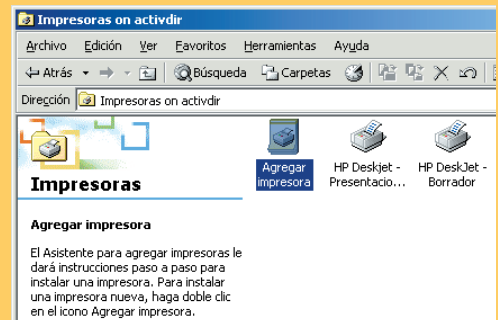 Impresoras on activdir
Archivo Edición Ver Favoritos Herramientas Ayuda
Atrás Búsqueda Carpetas
Dirección Impresoras on activdir
Impresoras
Agregar impresora
El Asistente para agregar impresoras le
dará instrucciones paso a paso para
instalar una impresora. Para instalar
una impresora nueva, haga doble clic
en el icono Agregar impresora.
Agregar
impresora
HP Deskjet -
Presentacio...
HP DeskJet -
Borrador